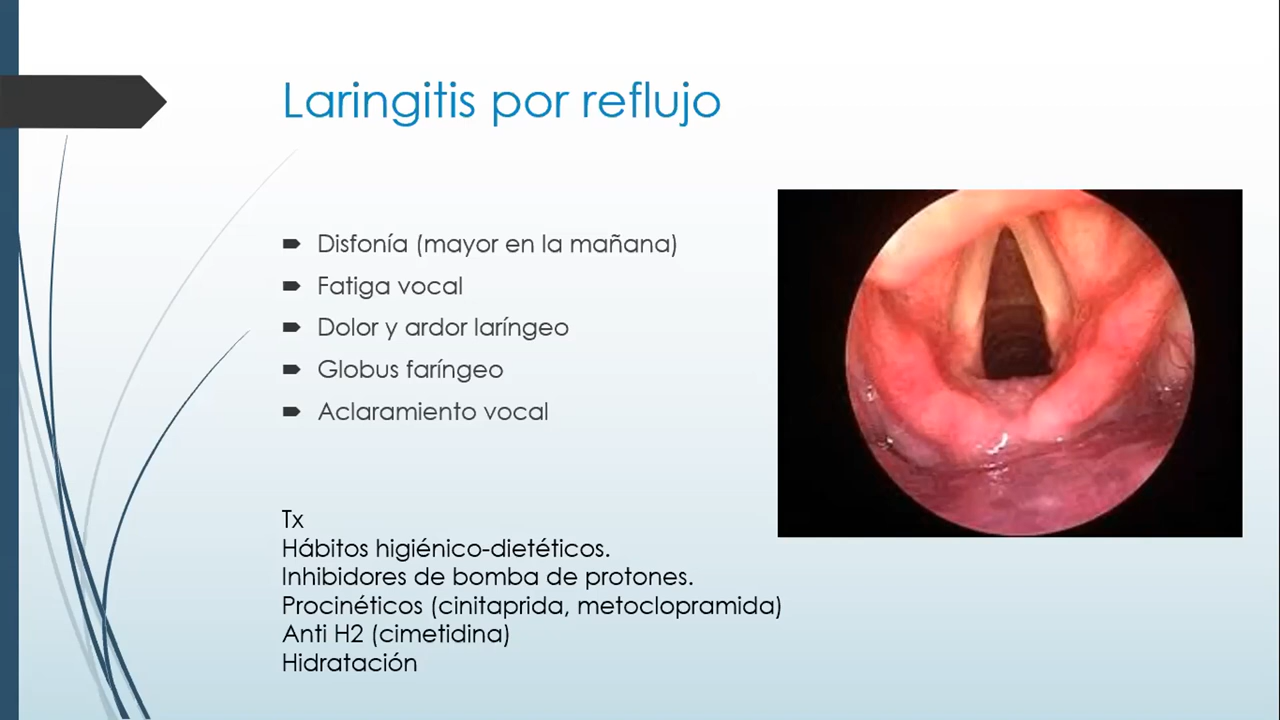 Laringitis por reflujo
Disfonía (mayor en la mañana)
Fatiga vocal
Dolor y ardor laríngeo
Globus faríngeo
Aclaramiento vocal
Tx
Hábitos higiénico-dietéticos.
Inhibidores de bomba de protones.
Procinéticos (cinitaprida, metoclopramida)
Anti H2 (cimetidina)
Hidratación